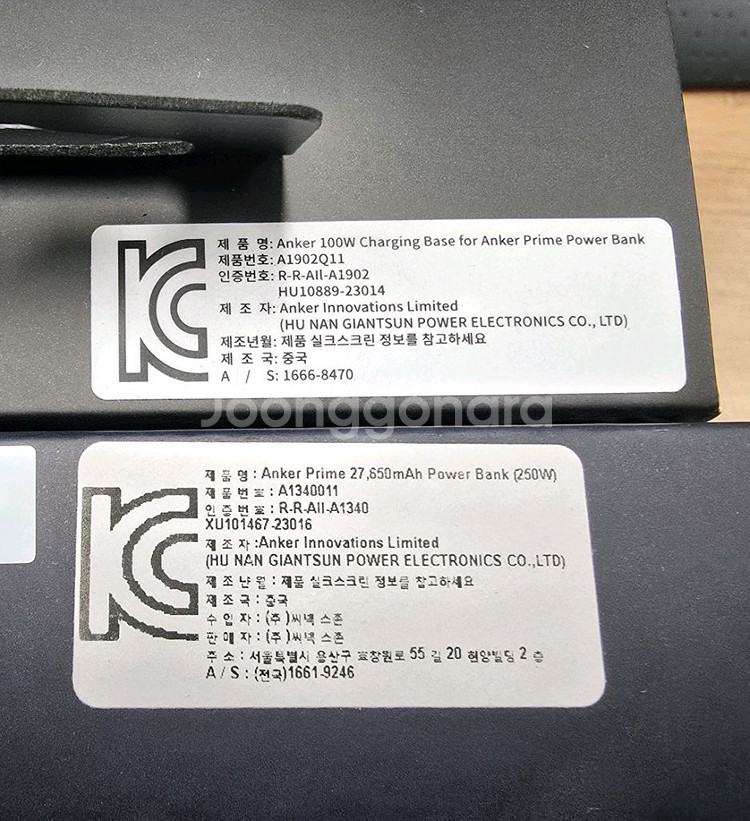 제 품 명: Anker 100W Charging Base for Anker Prime Power Bank
제품번호: A1902Q11
인증번호: R-R-AII-A1902
HU10889-23014
제 조 자: Anker Innovations Limited
(HU NAN GIANTSUN POWER ELECTRONICS CO., LTD)
제조년월: 제품 실크스크린 정보를 참고하세요
제 조 국: 중국
A / S: 1666-8470
Joonggonara
제 품 명 : Anker Prime 27,650mAh Power Bank (250W)
제 품 번 호 : A1340011
인 증 번 호 : R-R-AII-A1340
XU101467-23016
제 조 자 :Anker Innovations Limited
(HU NAN GIANTSUN POWER ELECTRONICS CO.,LTD)
제 조 년 월 : 제품 실크스크린 정보를 참고하세요
제 조 국 : 중국
수 입 자 : (주)씨넥 스존
판 매 자 : (주)씨넥 스존
주 소 : 서울특별시 용산구 효창원로 55 길 20 현양빌딩 2 층
A / S : (전국)1661-9246